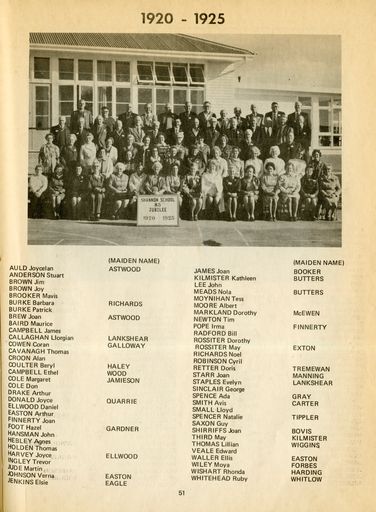 1920 - 1925
SHANNON SCHOOL
W.D.
JUBILEE
1920 - 1925
(MAIDEN NAME)
AULD Joycelan ASTWOOD
ANDERSON Stuart
BROWN Jim
BROWN Joy
BROOKER Mavis
BURKE Barbara RICHARDS
BURKE Patrick
BREW Joan ASTWOOD
BAIRD Maurice
CAMPBELL James
CALLAGHAN Llorgian LANKSHEAR
COWEN Coran GALLOWAY
CAVANAGH Thomas
CROON Alan
COULTER Beryl HALEY
CAMPBELL Ethel WOOD
COLE Margaret JAMIESON
COLE Don
DRAKE Arthur
DONALD Joyce QUARRIE
ELLWOOD Daniel
EASTON Arthur
FINNERTY Joan
FOOT Hazel GARDNER
HANSMAN John
HEBLEY Agnes
HOLDEN Thomas
HARVEY Joyce ELLWOOD
INGLEY Trevor
JUDE Martin
JOHNSON Verna EASTON
JENKINS Elsie EAGLE
(MAIDEN NAME)
JAMES Joan BOOKER
KILMISTER Kathleen BUTTERS
LEE John
MEADS Nola BUTTERS
MOYNIHAN Tess
MOORE Albert
MARKLAND Dorothy McEWEN
NEWTON Tim
POPE Irma FINNERTY
RADFORD Bill
ROSSITER Dorothy
ROSSITER May EXTON
RICHARDS Noel
ROBINSON Cyril
RETTER Doris TREMEWAN
STARR Joan MANNING
STAPLES Evelyn LANKSHEAR
SINCLAIR George
SPENCE Ada GRAY
SMITH Avis CARTER
SMALL Lloyd
SPENCER Natalie TIPPLER
SAXON Guy
SHIRRIFFS Joan BOVIS
THIRD May KILMISTER
THOMAS Lillian WIGGINS
VEALE Edward
WALLER Ellis EASTON
WILEY Moya FORBES
WISHART Rhonda HARDING
WHITEHEAD Ruby WHITLOW
51